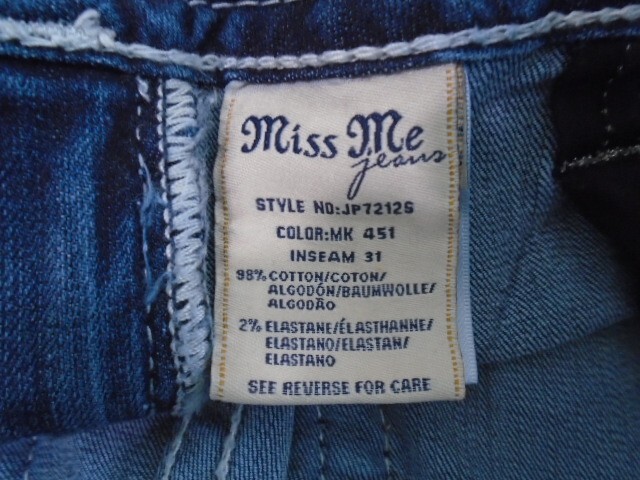 Miss Me
jeans
STYLE NO:JP7212S
COLOR:MK 451
INSEAM 31
98% COTTON/COTON/
ALGODÓN/BAUMWOLLE/
ALGODÃO
2% ELASTANE/ÉLASTHANNE/
ELASTANO/ELASTAN/
ELASTANO
SEE REVERSE FOR CARE